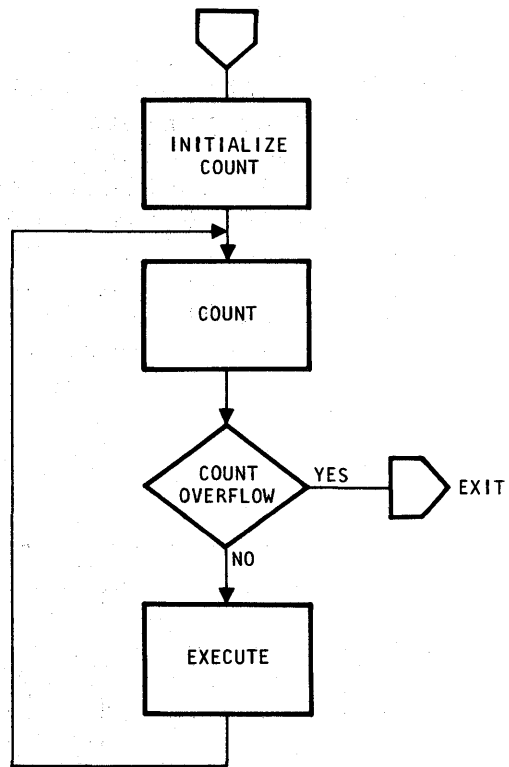 INITIALIZE
COUNT
COUNT
COUNT
OVERFLOW
YES
EXIT
NO
EXECUTE